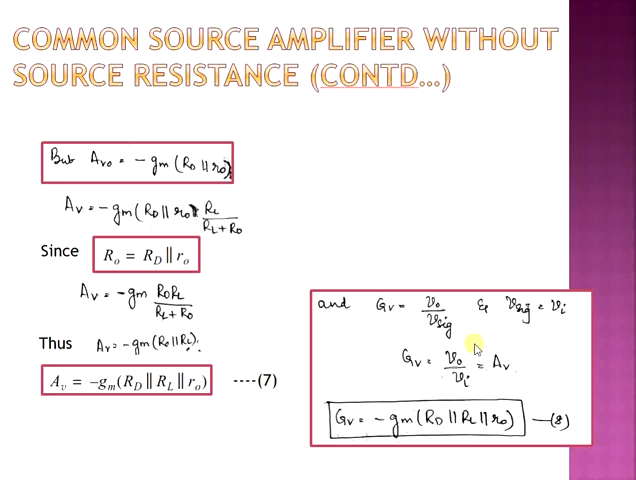 COMMON SOURCE AMPLIFIER WITHOUT
SOURCE RESISTANCE (CONTD...)
But Avo = - gm (RD || ro)
Av = - gm (RD || ro) RL / RL + Ro
Since Ro = RD || ro
Av = - gm RoRL / RL + Ro
Thus Av = - gm (Ro || RL).
Av = −gm(RD || RL || ro) ----(7)
and Gv = vo / vsig & vsig = vi
Gv = vo / vi = Av
Gv = - gm (RD || RL || ro) —(8)